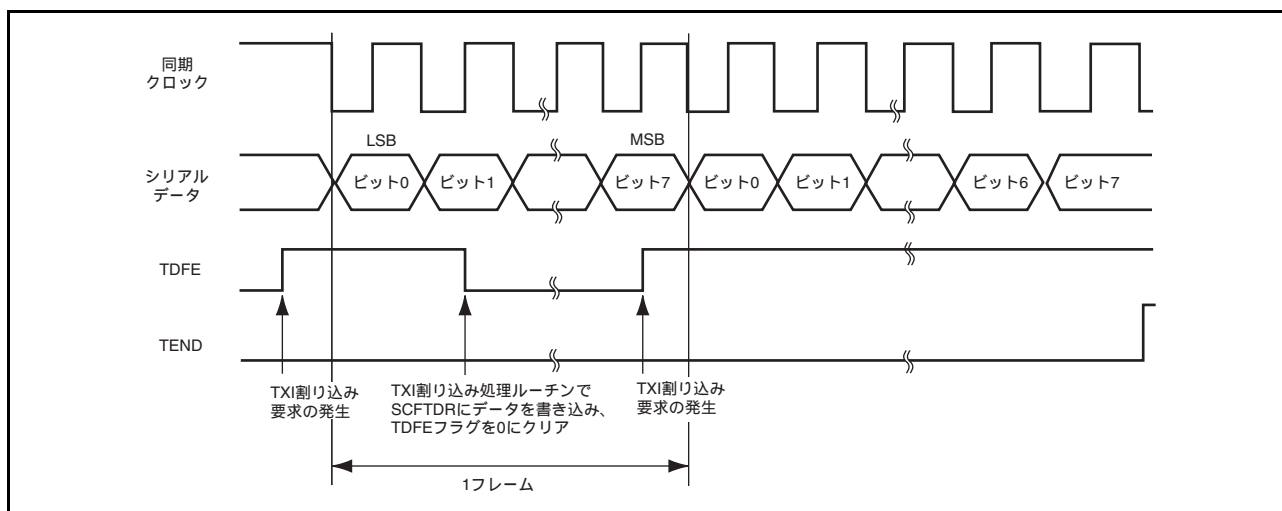 同期
クロック
LSB
MSB
シリアル
データ
ビット0
ビット1
ビット7
ビット0
ビット1
ビット6
ビット7
TDFE
TEND
TXI割り込み
要求の発生
TXI割り込み処理ルーチンで
SCFTDRにデータを書き込み、
TDFEフラグを0にクリア
TXI割り込み
要求の発生
1フレーム